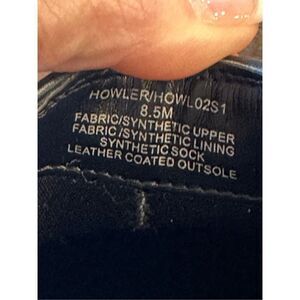 HOWLER/HOWL02S1
8.5M
FABRIC/SYNTHETIC UPPER
FABRIC/SYNTHETIC LINING
SYNTHETIC SOCK
LEATHER COATED OUTSOLE